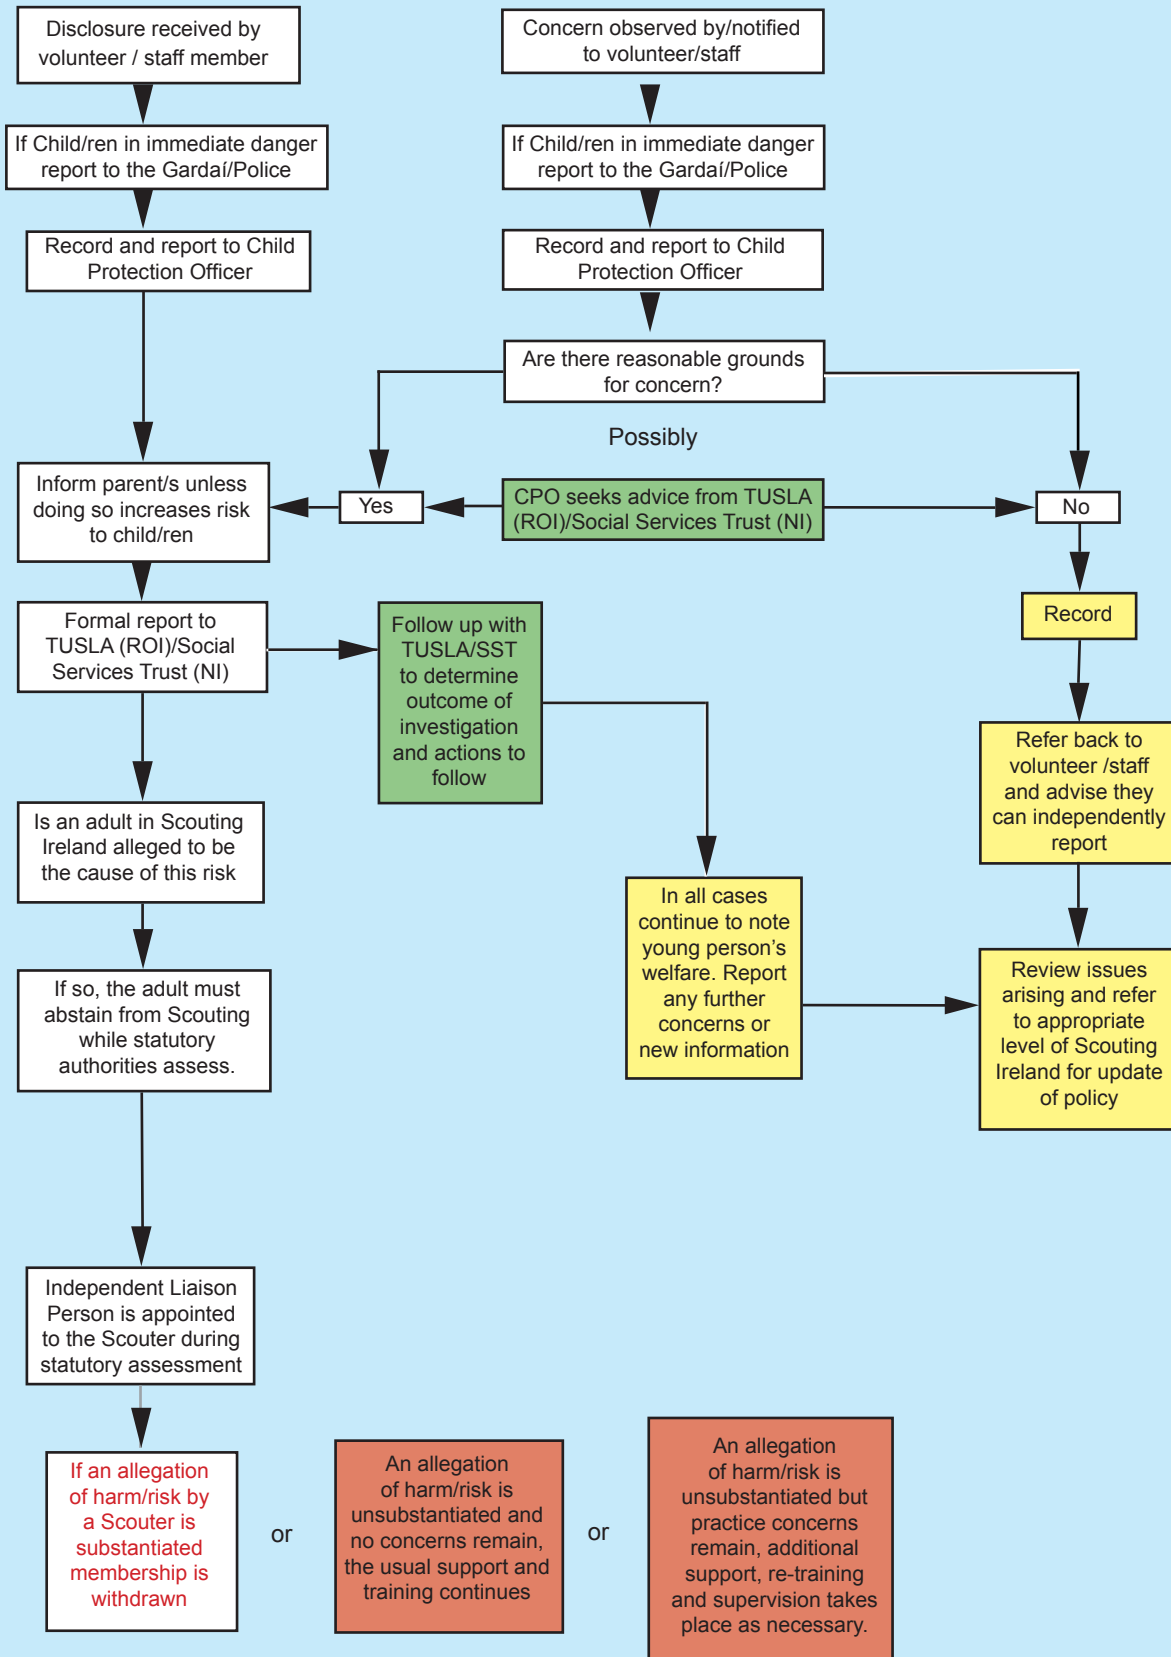 Disclosure received by
volunteer / staff member
Concern observed by/notified
to volunteer/staff
If Child/ren in immediate danger
report to the Gardaí/Police
If Child/ren in immediate danger
report to the Gardaí/Police
Record and report to Child
Protection Officer
Record and report to Child
Protection Officer
Are there reasonable grounds
for concern?
Possibly
Inform parent/s unless
doing so increases risk
to child/ren
Yes
CPO seeks advice from TUSLA
(ROI)/Social Services Trust (NI)
No
Formal report to
TUSLA (ROI)/Social
Services Trust (NI)
Follow up with
TUSLA/SST
to determine
outcome of
investigation
and actions to
follow
Record
Refer back to
volunteer /staff
and advise they
can independently
report
Is an adult in Scouting
Ireland alleged to be
the cause of this risk
In all cases
continue to note
young person's
welfare. Report
any further
concerns or
new information
Review issues
arising and refer
to appropriate
level of Scouting
Ireland for update
of policy
If so, the adult must
abstain from Scouting
while statutory
authorities assess.
Independent Liaison
Person is appointed
to the Scouter during
statutory assessment
If an allegation
of harm/risk by
a Scouter is
substantiated
membership is
withdrawn
or
An allegation
of harm/risk is
unsubstantiated and
no concerns remain,
the usual support and
training continues
or
An allegation
of harm/risk is
unsubstantiated but
practice concerns
remain, additional
support, re-training
and supervision takes
place as necessary.